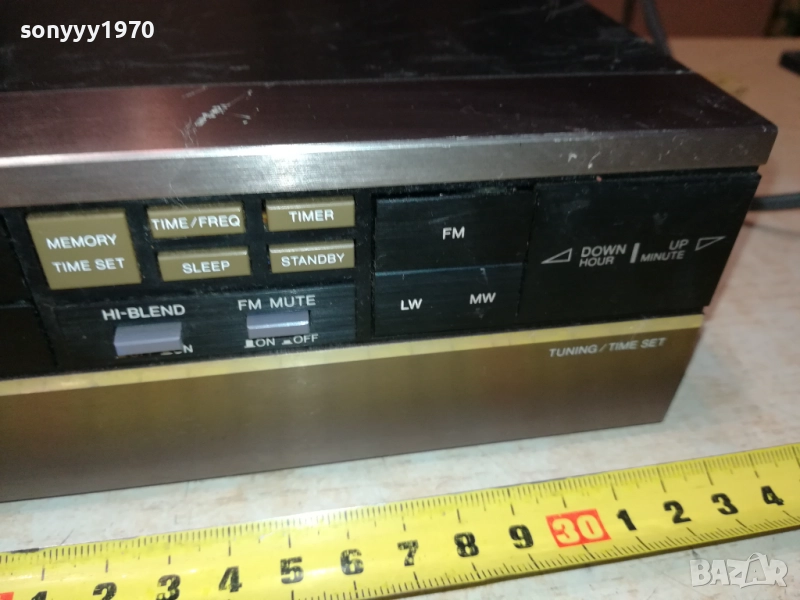 sonyyy1970
MEMORY
TIME SET
TIME/FREQ
TIMER
SLEEP
STANDBY
HI-BLEND
FM MUTE
ON
ON OFF
FM
LW MW
DOWN
HOUR
UP
MINUTE
TUNING/TIME SET
2 3 4 5 6 7 8 9 30 1 2 3 4
BAZAR